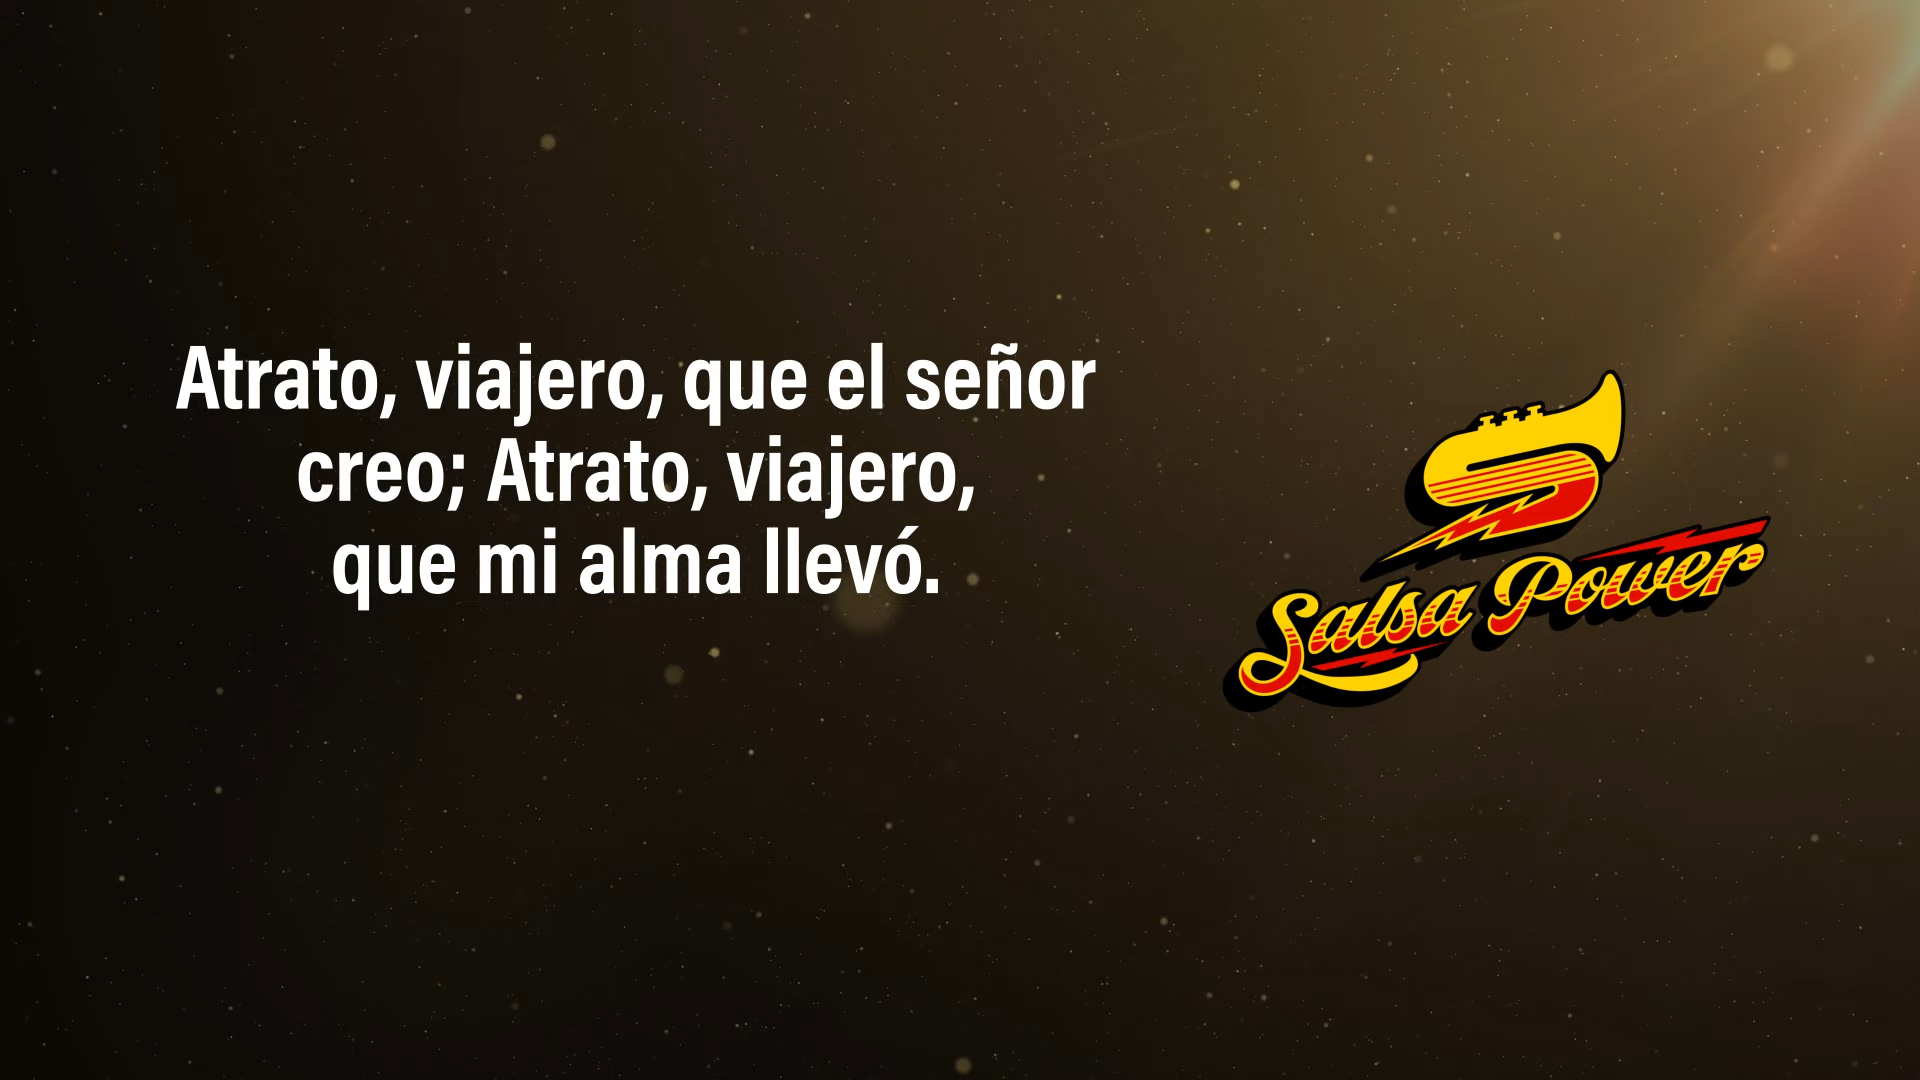 Atrato, viajero, que el señor
creo; Atrato, viajero,
que mi alma llevó.
Salsa Power